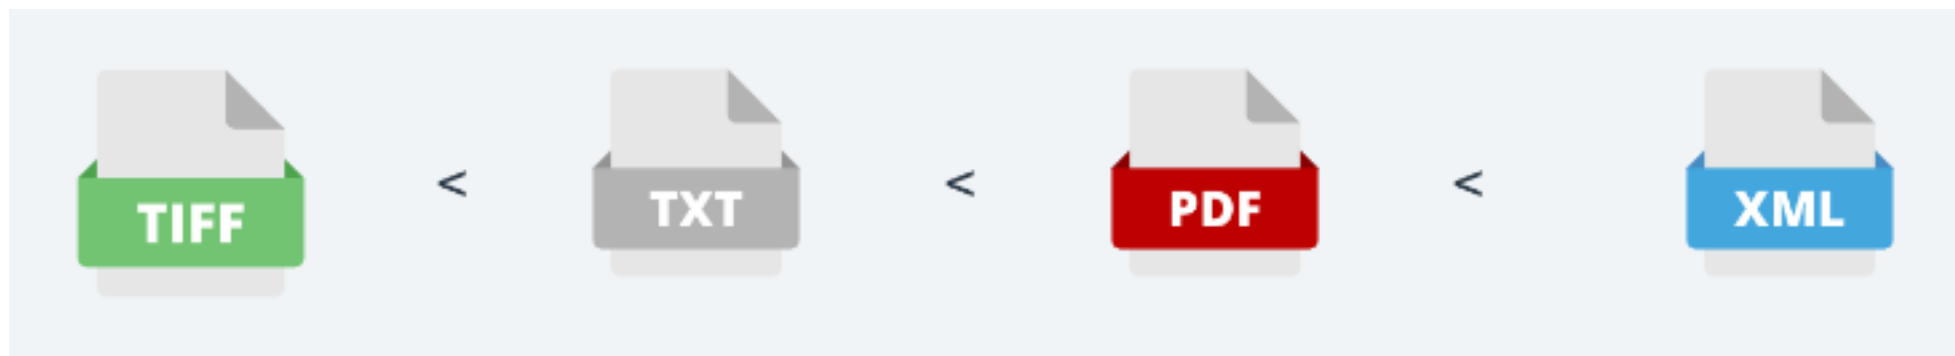 TIFF < TXT < PDF < XML